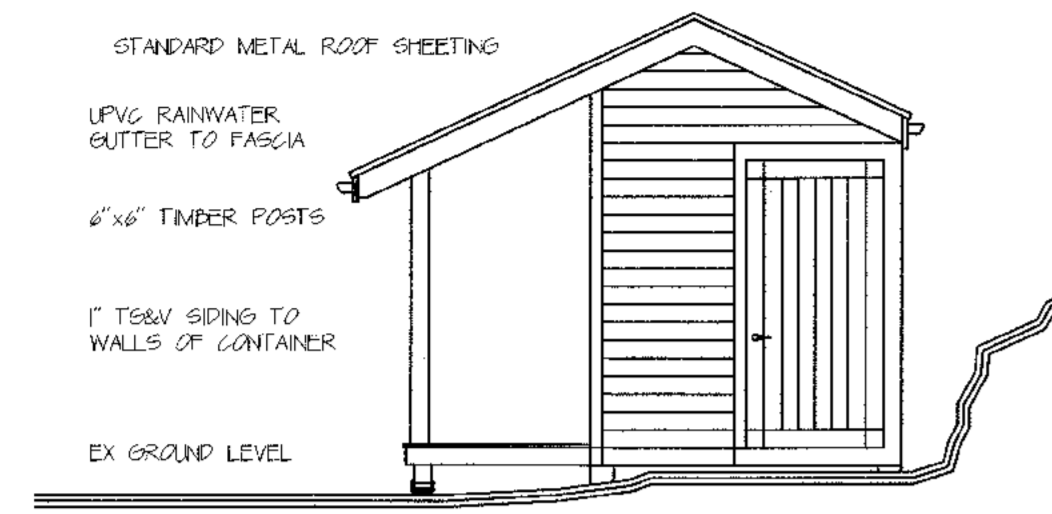 STANDARD METAL ROOF SHEETING
UPVC RAINWATER
GUTTER TO FASCIA
6"x6" TIMBER POSTS
1" TG&V SIDING TO
WALLS OF CONTAINER
EX GROUND LEVEL